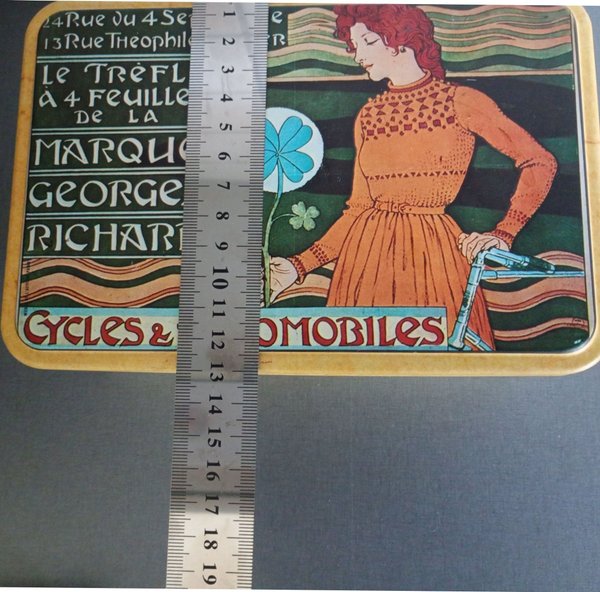 24 Rue du 4 Se e
13 Rue Theophil R
Le Trèfl
à 4 Feuille
de la
Marqu
George
Richar
Cycles & omobiles
1
2
3
4
5
6
7
8
9
10
11
12
13
14
15
16
17
18
19